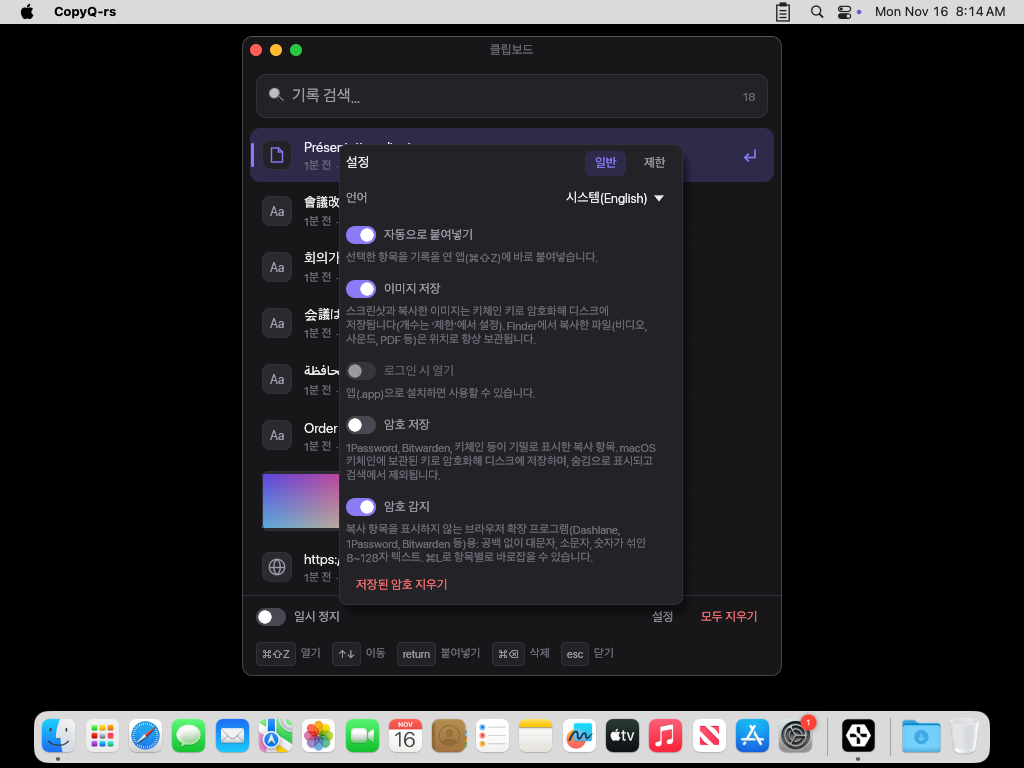 CopyQ-rs
Mon Nov 16 8:14 AM
클립보드
기록 검색...
18
1분 전
설정
일반
제한
언어
시스템(English)
자동으로 붙여넣기
선택한 항목을 기록을 연 앱(⌘⇧Z)에 바로 붙여넣습니다.
이미지 저장
스크린샷과 복사한 이미지는 키체인 키로 암호화해 디스크에
저장됩니다(개수는 '제한'에서 설정). Finder에서 복사한 파일(비디오,
사운드, PDF 등)은 위치로 항상 보관됩니다.
로그인 시 열기
앱(.app)으로 설치하면 사용할 수 있습니다.
암호 저장
1Password, Bitwarden, 키체인 등이 기밀로 표시한 복사 항목. macOS
키체인에 보관된 키로 암호화해 디스크에 저장하며, 숨김으로 표시되고
검색에서 제외됩니다.
암호 감지
복사 항목을 표시하지 않는 브라우저 확장 프로그램(Dashlane,
1Password, Bitwarden 등)용: 공백 없이 대문자, 소문자, 숫자가 섞인
8~128자 텍스트. ⌘L로 항목별로 바로잡을 수 있습니다.
저장된 암호 지우기
Aa 會議改
1분 전
Aa 회의가
1분 전
Aa 会議は
1분 전
Aa
1분 전
Aa Order
1분 전
https:/
1분 전
일시 정지
설정
모두 지우기
⌘⇧Z 열기 ↑↓ 이동 return 붙여넣기 ⌘⌫ 삭제 esc 닫기
NOV
16
tv
1